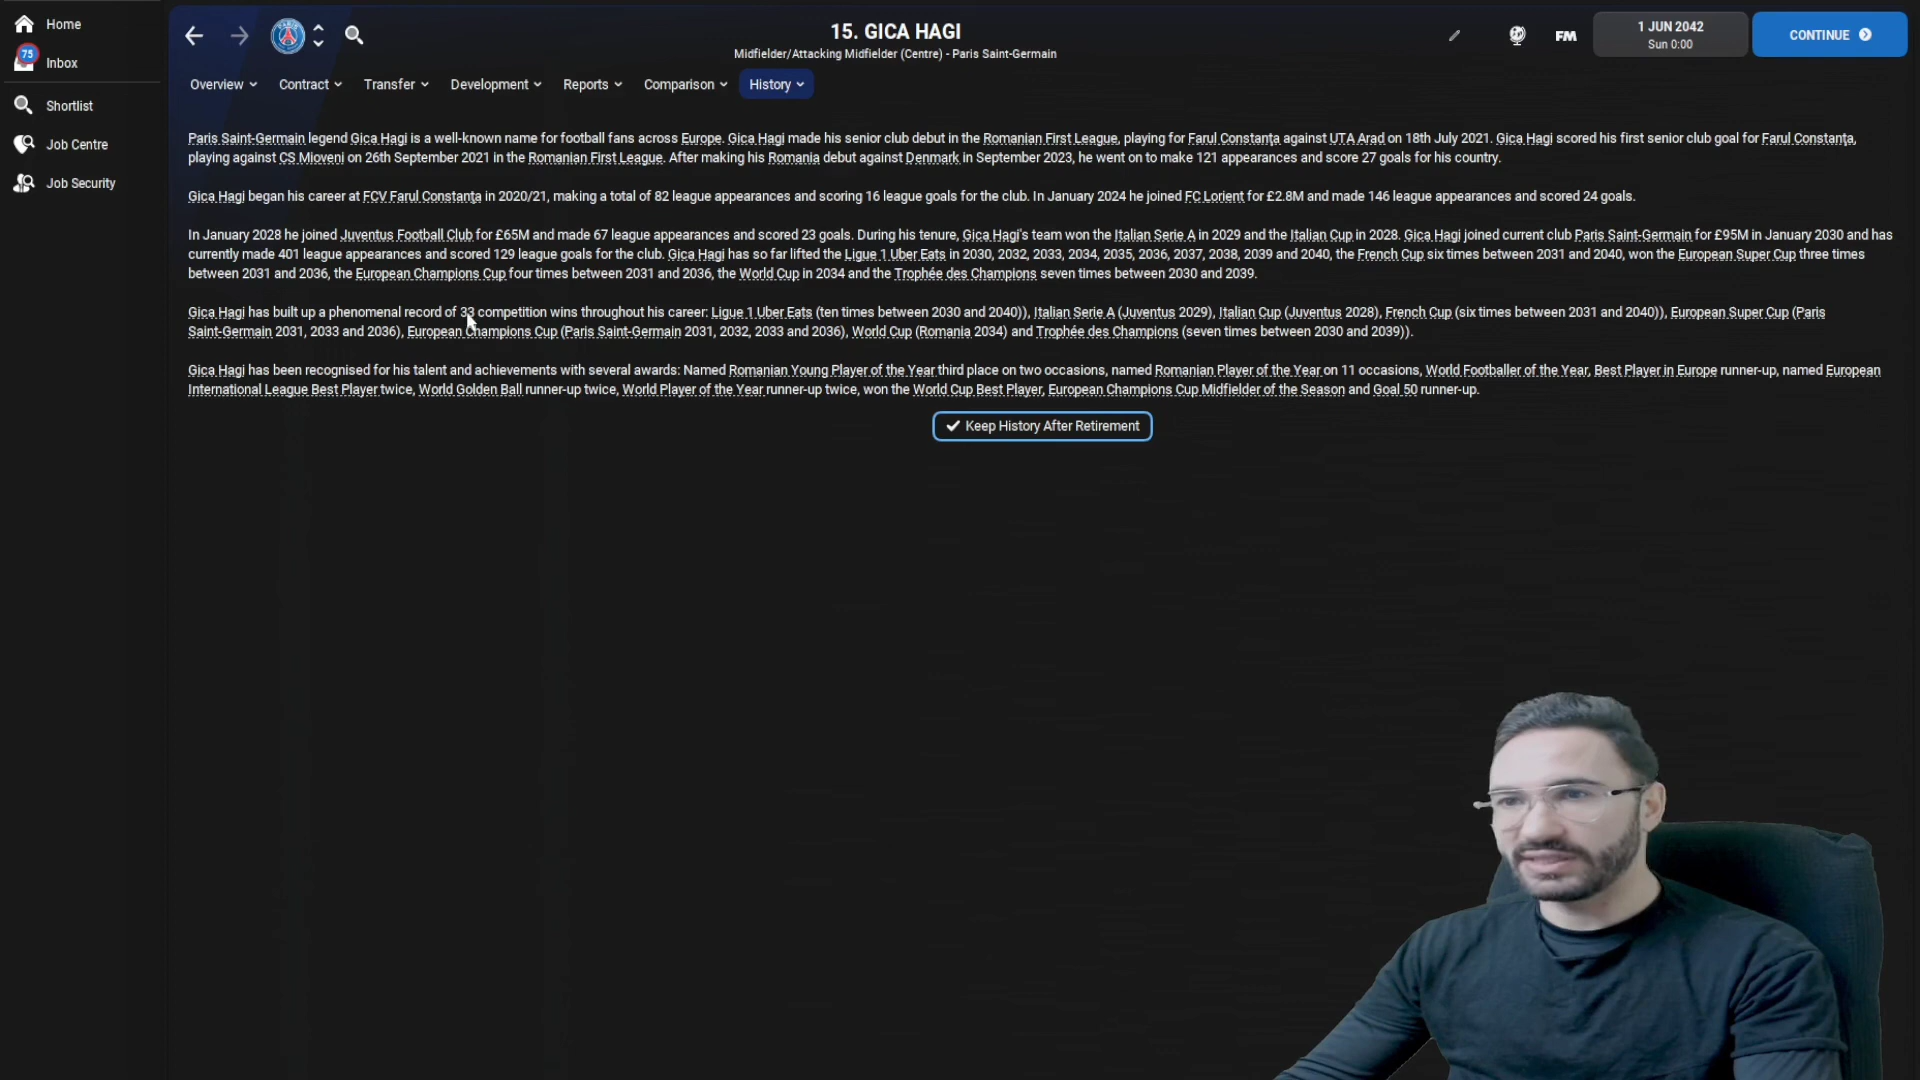 Home
75
Inbox
Shortlist
Job Centre
Job Security
15. GICA HAGI
Midfielder/Attacking Midfielder (Centre) - Paris Saint-Germain
FM
1 JUN 2042
Sun 0:00
CONTINUE
Overview
Contract
Transfer
Development
Reports
Comparison
History
Paris Saint-Germain legend Gica Hagi is a well-known name for football fans across Europe. Gica Hagi made his senior club debut in the Romanian First League, playing for Farul Constanţa against UTA Arad on 18th July 2021. Gica Hagi scored his first senior club goal for Farul Constanţa,
playing against CS Mioveni on 26th September 2021 in the Romanian First League. After making his Romania debut against Denmark in September 2023, he went on to make 121 appearances and score 27 goals for his country.
Gica Hagi began his career at FCV Farul Constanţa in 2020/21, making a total of 82 league appearances and scoring 16 league goals for the club. In January 2024 he joined FC Lorient for £2.8M and made 146 league appearances and scored 24 goals.
In January 2028 he joined Juventus Football Club for £65M and made 67 league appearances and scored 23 goals. During his tenure, Gica Hagi's team won the Italian Serie A in 2029 and the Italian Cup in 2028. Gica Hagi joined current club Paris Saint-Germain for £95M in January 2030 and has
currently made 401 league appearances and scored 129 league goals for the club. Gica Hagi has so far lifted the Ligue 1 Uber Eats in 2030, 2032, 2033, 2034, 2035, 2036, 2037, 2038, 2039 and 2040, the French Cup six times between 2031 and 2040, won the European Super Cup three times
between 2031 and 2036, the European Champions Cup four times between 2031 and 2036, the World Cup in 2034 and the Trophée des Champions seven times between 2030 and 2039.
Gica Hagi has built up a phenomenal record of 33 competition wins throughout his career: Ligue 1 Uber Eats (ten times between 2030 and 2040)), Italian Serie A (Juventus 2029), Italian Cup (Juventus 2028), French Cup (six times between 2031 and 2040)), European Super Cup (Paris
Saint-Germain 2031, 2033 and 2036), European Champions Cup (Paris Saint-Germain 2031, 2032, 2033 and 2036), World Cup (Romania 2034) and Trophée des Champions (seven times between 2030 and 2039)).
Gica Hagi has been recognised for his talent and achievements with several awards: Named Romanian Young Player of the Year third place on two occasions, named Romanian Player of the Year on 11 occasions, World Footballer of the Year, Best Player in Europe runner-up, named European
International League Best Player twice, World Golden Ball runner-up twice, World Player of the Year runner-up twice, won the World Cup Best Player, European Champions Cup Midfielder of the Season and Goal 50 runner-up.
Keep History After Retirement